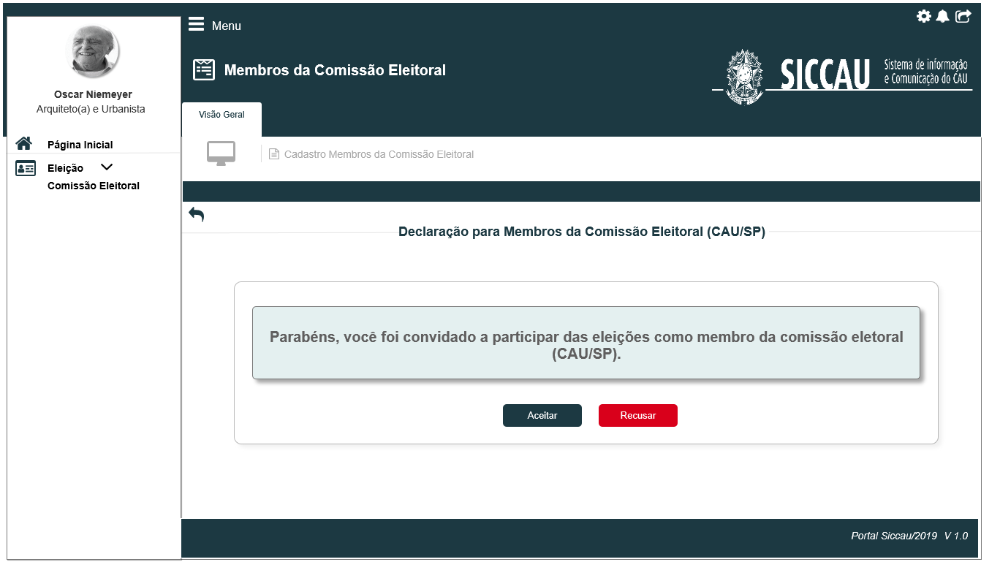 Menu
Membros da Comissão Eleitoral
SICCAU
Sistema de informação
e Comunicação do CAU
Oscar Niemeyer
Arquiteto(a) e Urbanista
Visão Geral
Página Inicial
Cadastro Membros da Comissão Eleitoral
Eleição
Comissão Eleitoral
Declaração para Membros da Comissão Eleitoral (CAU/SP)
Parabéns, você foi convidado a participar das eleições como membro da comissão eletoral
(CAU/SP).
Aceitar
Recusar
Portal Siccau/2019 V 1.0